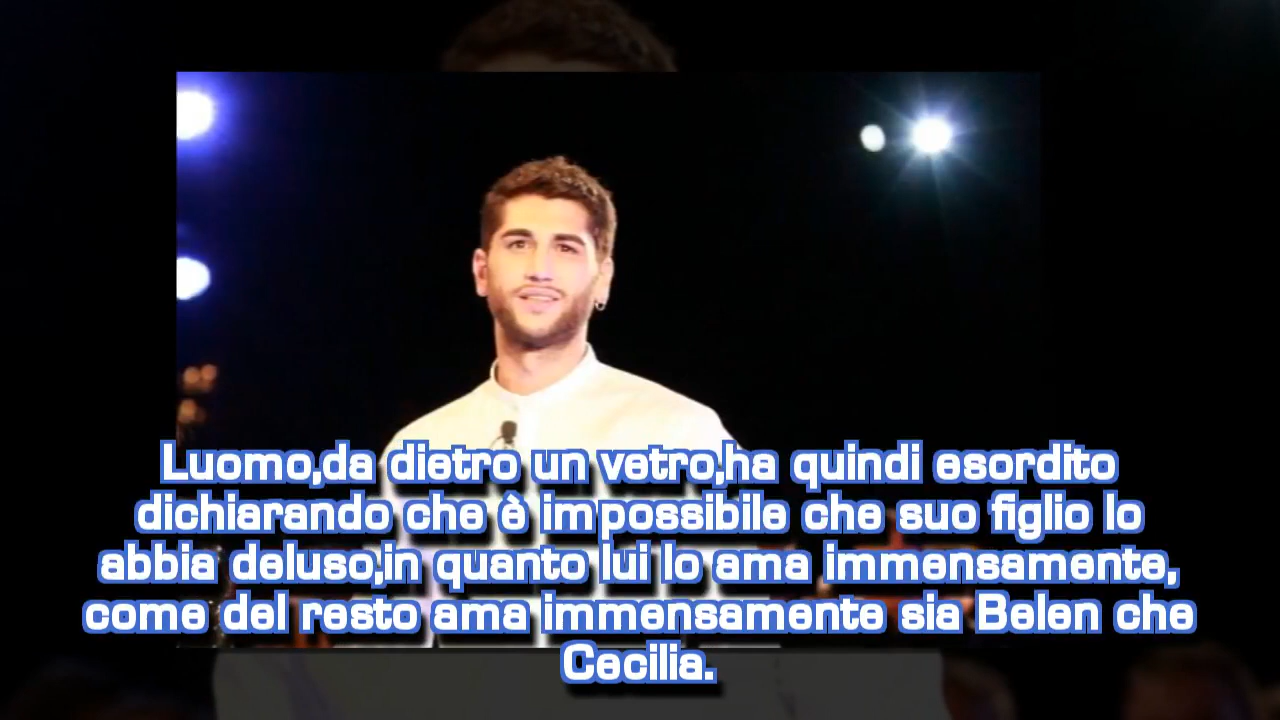 Luomo,da dietro un vetro,ha quindi esordito
dichiarando che è impossibile che suo figlio lo
abbia deluso,in quanto lui lo ama immensamente,
come del resto ama immensamente sia Belen che
Cecilia.